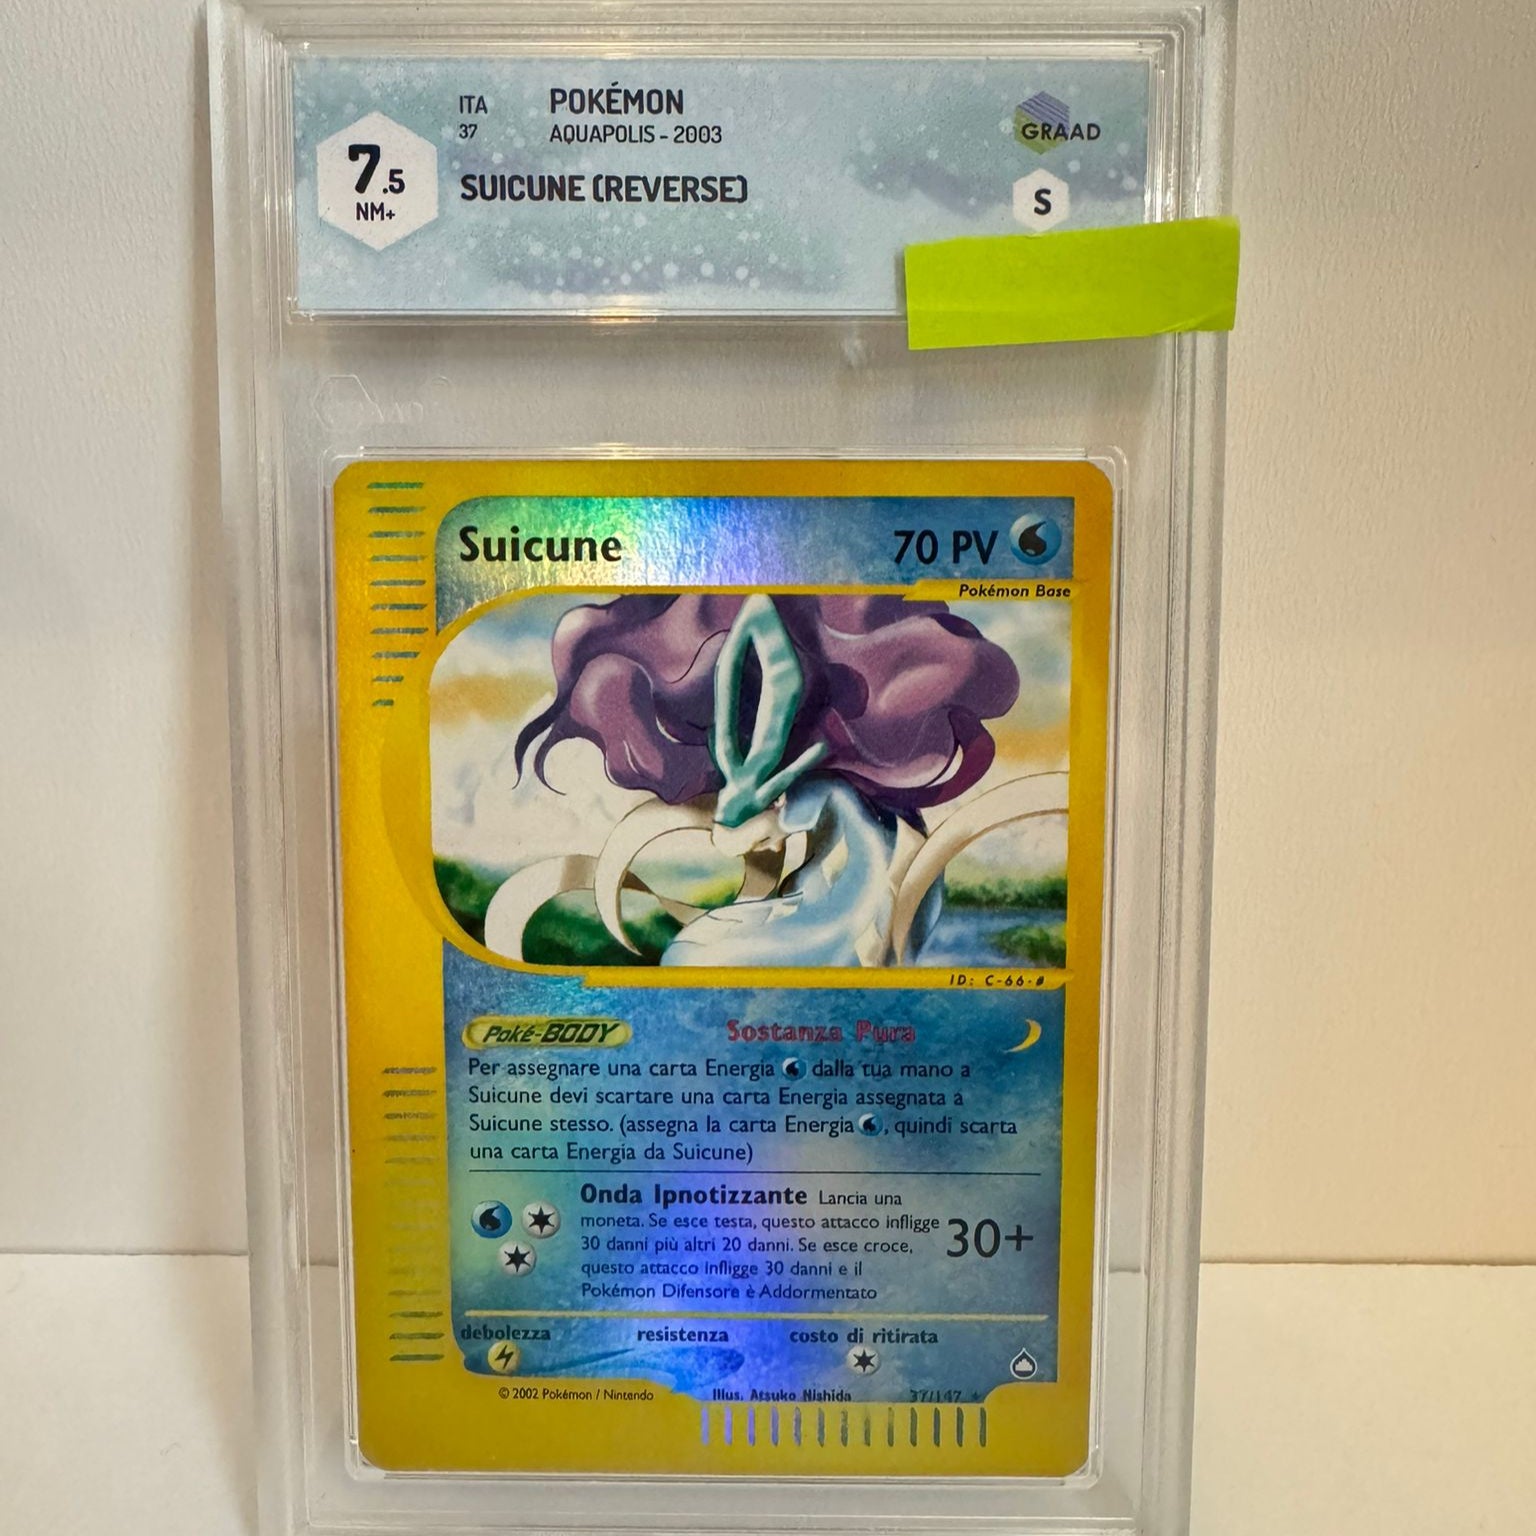 ITA POKÉMON
37 AQUAPOLIS - 2003
GRAAD
7.5
NM+
SUICUNE (REVERSE)
S
Suicune 70 PV
Pokémon Base
ID: C-66-#
Poké-BODY Sostanza Pura
Per assegnare una carta Energia dalla tua mano a
Suicune devi scartare una carta Energia assegnata a
Suicune stesso. (assegna la carta Energia , quindi scarta
una carta Energia da Suicune)
Onda Ipnotizzante Lancia una
moneta. Se esce testa, questo attacco infligge
30 danni più altri 20 danni. Se esce croce,
questo attacco infligge 30 danni e il
Pokémon Difensore è Addormentato
30+
debolezza resistenza costo di ritirata
© 2002 Pokémon / Nintendo Illus. Atsuko Nishida 37/147 ★